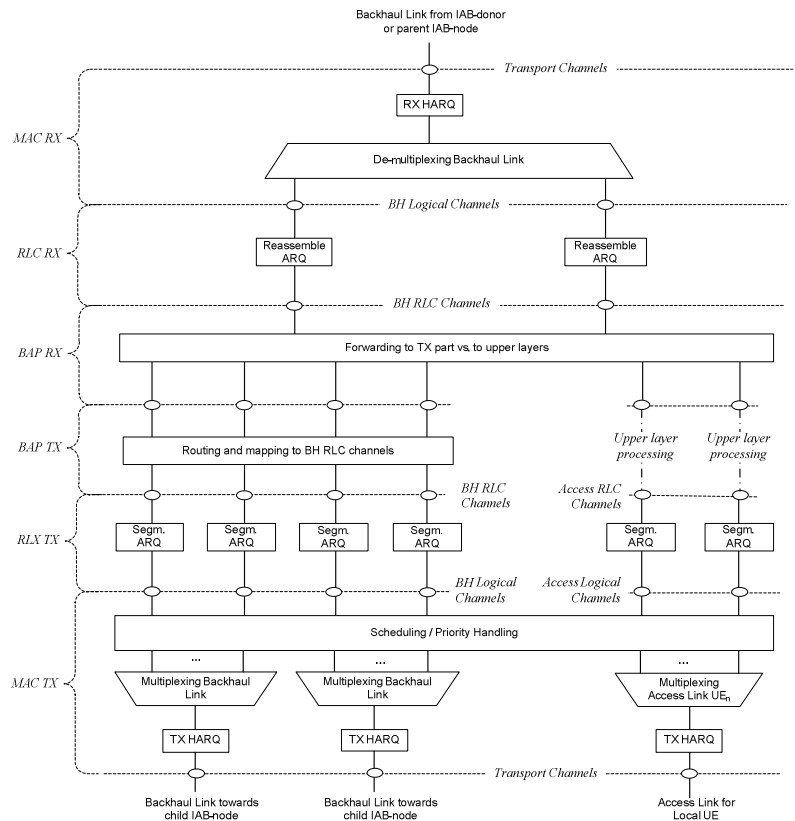 Backhaul Link from IAB-donor
or parent IAB-node
Transport Channels
RX HARQ
MAC RX
De-multiplexing Backhaul Link
BH Logical Channels
Reassemble
ARQ
Reassemble
ARQ
RLC RX
BH RLC Channels
Forwarding to TX part vs. to upper layers
BAP RX
BAP TX
Routing and mapping to BH RLC channels
Upper layer
processing
Upper layer
processing
BH RLC
Channels
Access RLC
Channels
RLX TX
Segm.
ARQ
Segm.
ARQ
Segm.
ARQ
Segm.
ARQ
Segm.
ARQ
Segm.
ARQ
BH Logical
Channels
Access Logical
Channels
Scheduling / Priority Handling
...
...
...
MAC TX
Multiplexing Backhaul
Link
Multiplexing Backhaul
Link
Multiplexing
Access Link UEn
TX HARQ
TX HARQ
TX HARQ
Transport Channels
Backhaul Link towards
child IAB-node
Backhaul Link towards
child IAB-node
Access Link for
Local UE